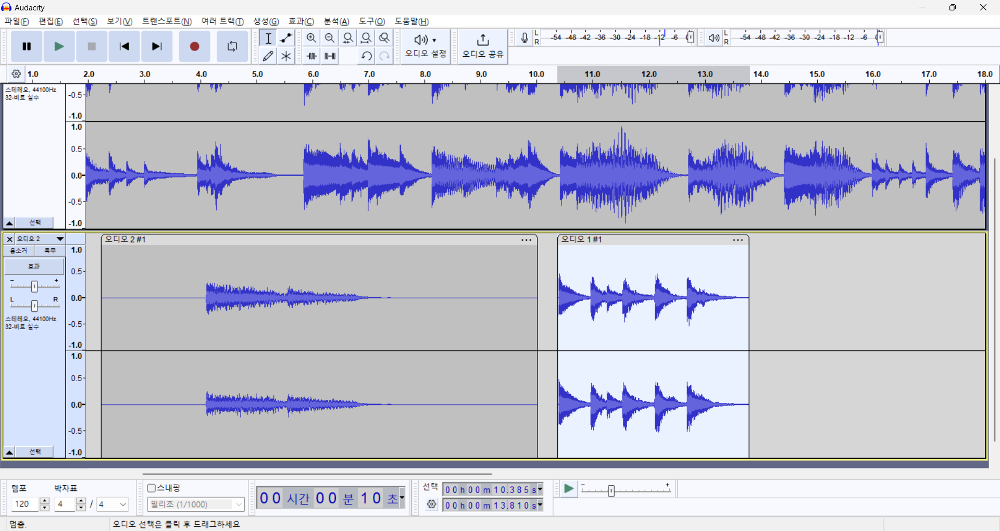 Audacity
파일(F) 편집(E) 선택(S) 보기(V) 트랜스포트(N) 여러 트랙(T) 생성(G) 효과(C) 분석(A) 도구(O) 도움말(H)
오디오 설정
오디오 공유
L
R
-54 -48 -42 -36 -30 -24 -18 -12 -6 0
L
R
-54 -48 -42 -36 -30 -24 -18 -12 -6 0
1.0 2.0 3.0 4.0 5.0 6.0 7.0 8.0 9.0 10.0 11.0 12.0 13.0 14.0 15.0 16.0 17.0 18.0
스테레오, 44100Hz
32-비트 실수
-0.5
-1.0
1.0
0.5
0.0
-0.5
-1.0
선택
오디오 2
음소거 독주
효과
- +
L R
스테레오, 44100Hz
32-비트 실수
선택
1.0
0.5
0.0
-0.5
-1.0
1.0
0.5
0.0
-0.5
-1.0
오디오 2 #1 ...
오디오 1 #1 ...
템포 박자표
120 4 / 4
스내핑
밀리초 (1/1000)
00 시간 00 분 10 초
선택
00 h 00 m 10.385 s
00 h 00 m 13.810 s
- +
멈춤.
오디오 선택은 클릭 후 드래그하세요